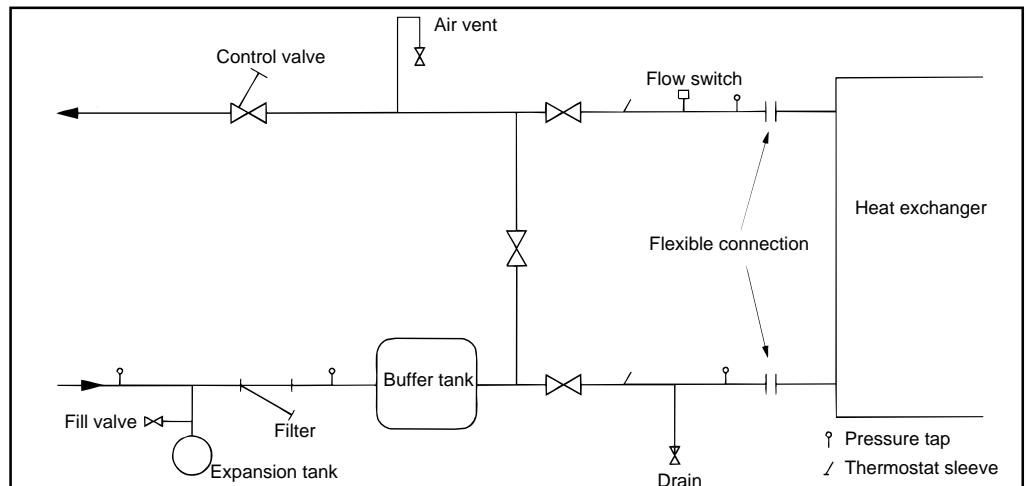 Air vent
Control valve
Flow switch
Heat exchanger
Flexible connection
Buffer tank
Fill valve
Filter
Expansion tank
Drain
Pressure tap
Thermostat sleeve